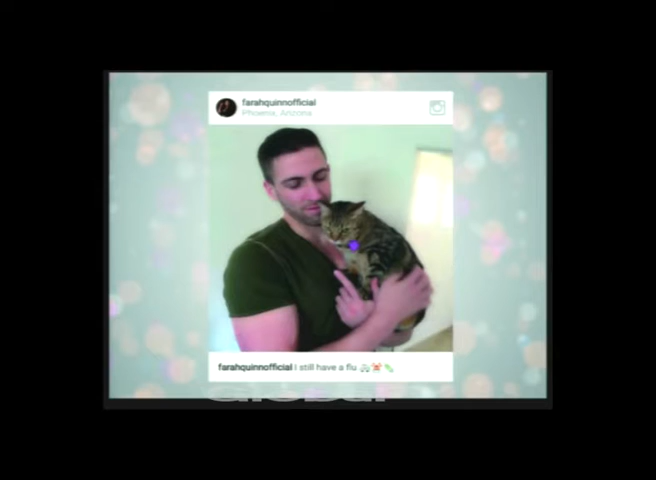 farahquinnofficial
Phoenix, Arizona
farahquinnofficial I still have a flu